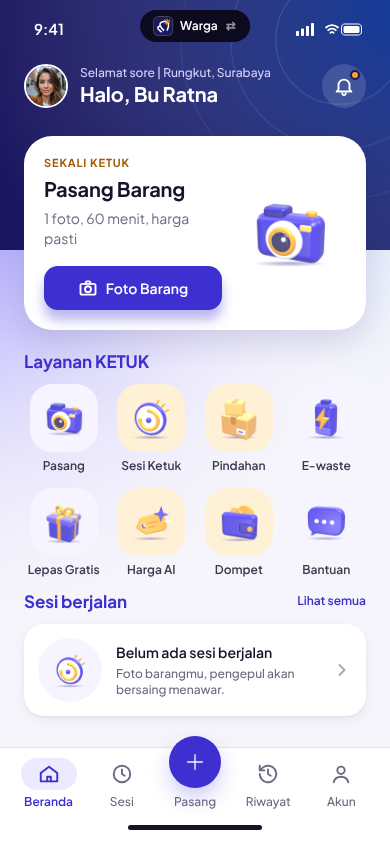 9:41
Warga
Selamat sore | Rungkut, Surabaya
Halo, Bu Ratna
SEKALI KETUK
Pasang Barang
1 foto, 60 menit, harga
pasti
Foto Barang
Layanan KETUK
Pasang
Sesi Ketuk
Pindahan
E-waste
Lepas Gratis
Harga AI
Dompet
Bantuan
Sesi berjalan
Lihat semua
Belum ada sesi berjalan
Foto barangmu, pengepul akan
bersaing menawar.
Beranda
Sesi
Pasang
Riwayat
Akun